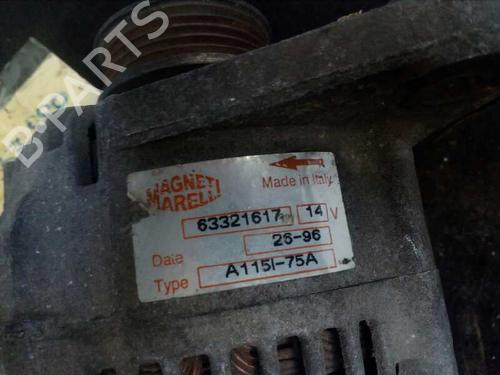 B-PARTS
MAGNETI
MARELLI
R
Made in Italy
63321617 14 V
Date 26-96
Type A115I-75A